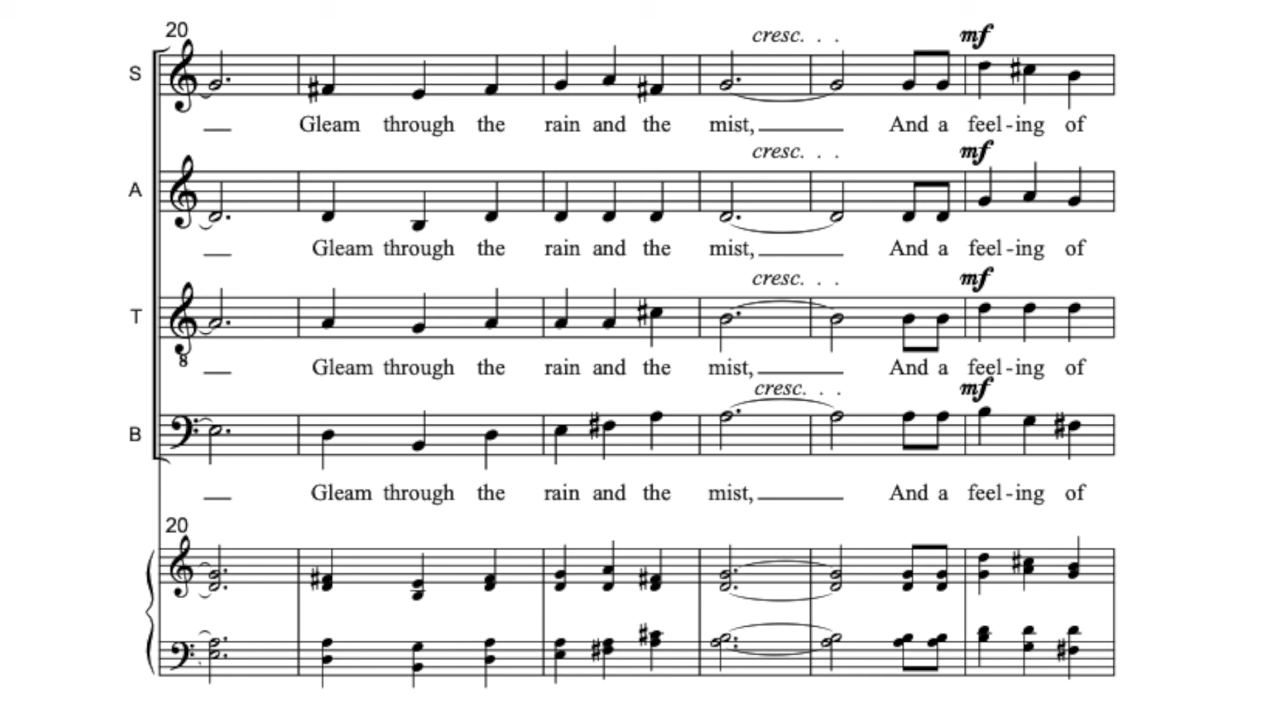 20
cresc. . . mf
S
Gleam through the rain and the mist, And a feel-ing of
cresc. . . mf
A
Gleam through the rain and the mist, And a feel-ing of
cresc. . . mf
T
8
Gleam through the rain and the mist, And a feel-ing of
cresc. . . mf
B
Gleam through the rain and the mist, And a feel-ing of
20